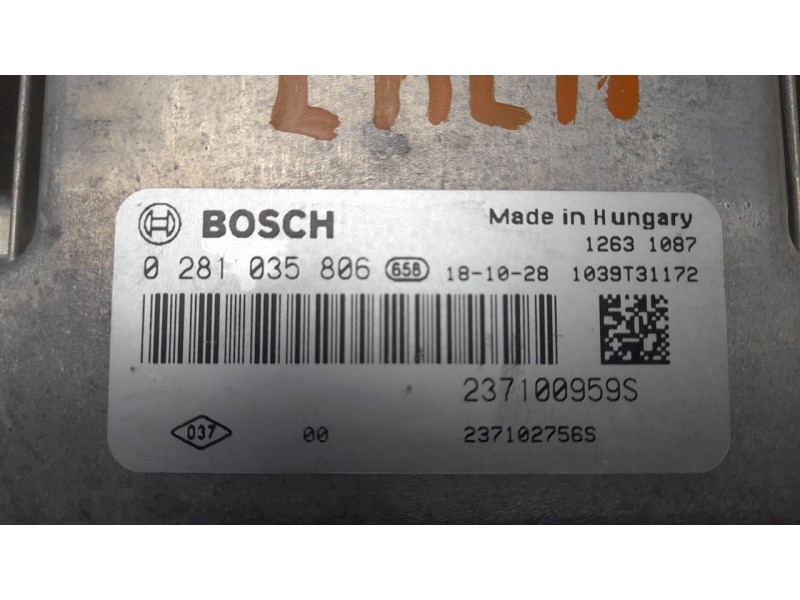 BOSCH
Made in Hungary
1263 1087
0 281 035 806 658 18-10-28 1039T31172
237100959S
037 00 237102756S